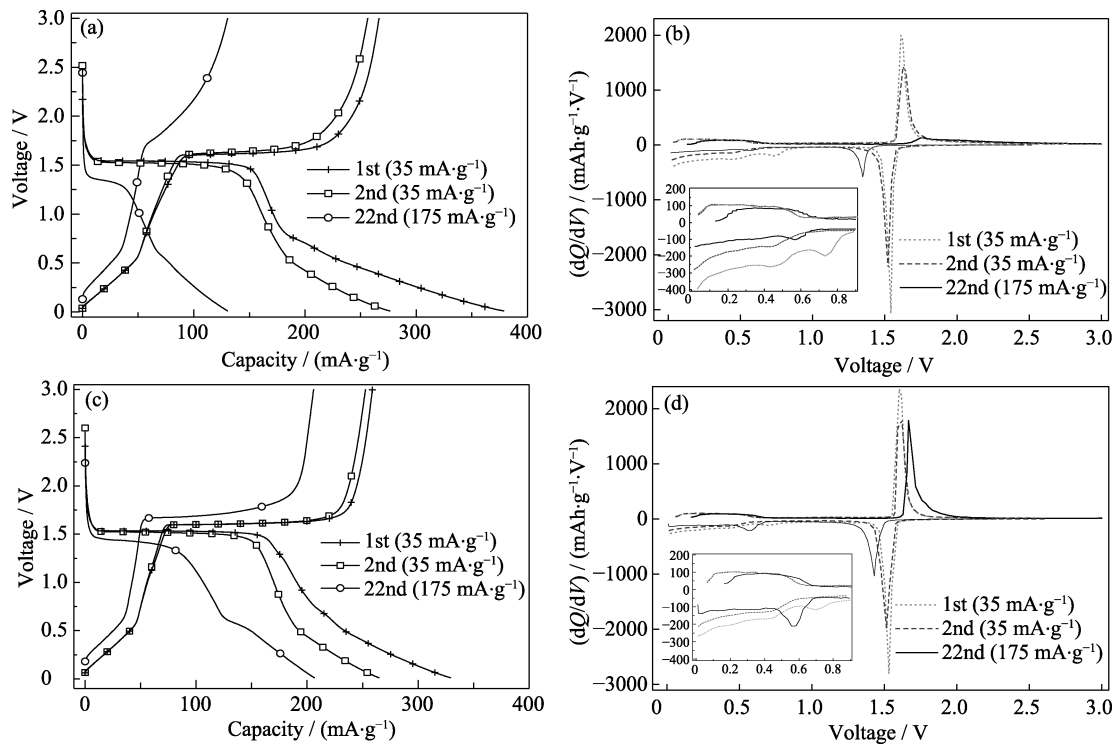 (a)
3.0
2.5
2.0
1.5
1.0
0.5
0
Voltage / V
1st (35 mA·g⁻¹)
2nd (35 mA·g⁻¹)
22nd (175 mA·g⁻¹)
0 100 200 300 400
Capacity / (mA·g⁻¹)
(b)
2000
1000
0
−1000
−2000
−3000
(dQ/dV) / (mAh·g⁻¹·V⁻¹)
200
100
0
−100
−200
−300
−400
0.2 0.4 0.6 0.8
1st (35 mA·g⁻¹)
2nd (35 mA·g⁻¹)
22nd (175 mA·g⁻¹)
0 0.5 1.0 1.5 2.0 2.5 3.0
Voltage / V
(c)
3.0
2.5
2.0
1.5
1.0
0.5
0
Voltage / V
1st (35 mA·g⁻¹)
2nd (35 mA·g⁻¹)
22nd (175 mA·g⁻¹)
0 100 200 300 400
Capacity / (mA·g⁻¹)
(d)
2000
1000
0
−1000
−2000
−3000
(dQ/dV) / (mAh·g⁻¹·V⁻¹)
200
100
0
−100
−200
−300
−400
0 0.2 0.4 0.6 0.8
1st (35 mA·g⁻¹)
2nd (35 mA·g⁻¹)
22nd (175 mA·g⁻¹)
0 0.5 1.0 1.5 2.0 2.5 3.0
Voltage / V